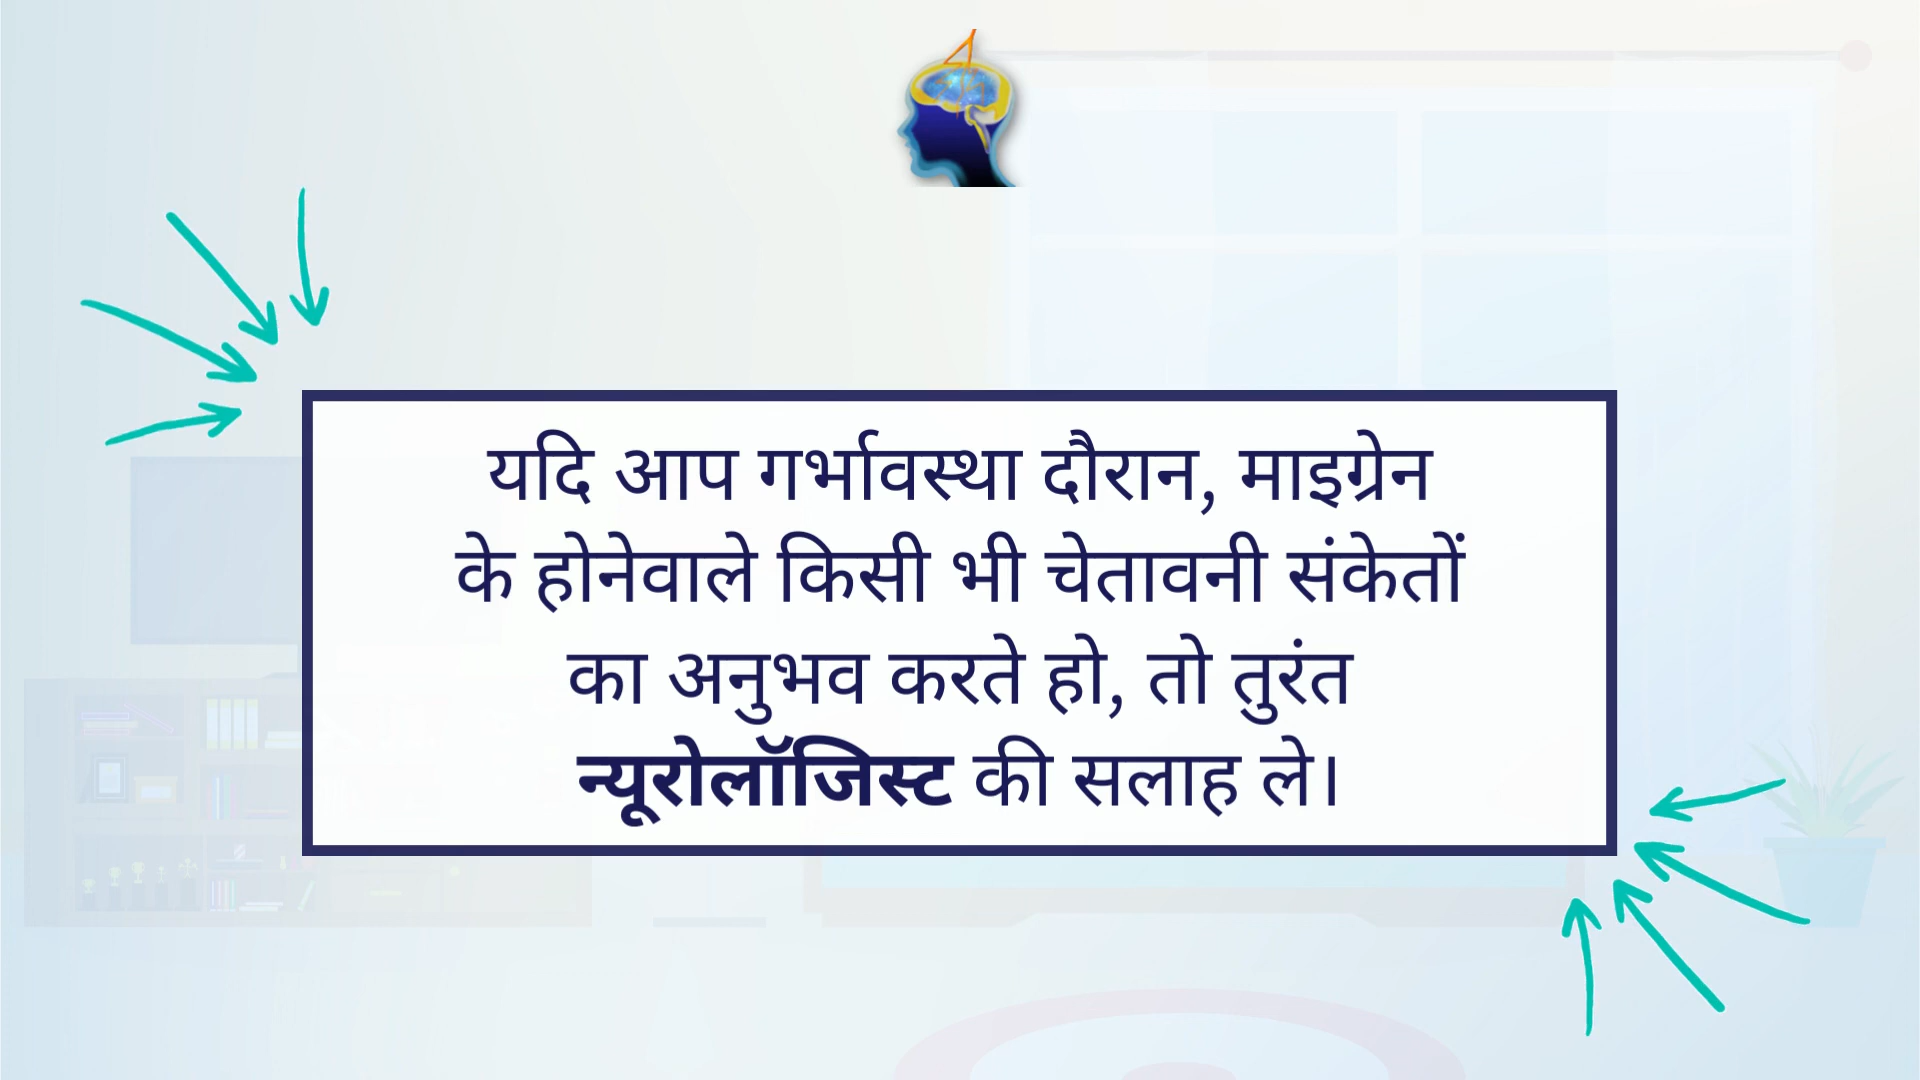 यदि आप गर्भावस्था दौरान, माइग्रेन
के होनेवाले किसी भी चेतावनी संकेतों
का अनुभव करते हो, तो तुरंत
न्यूरोलॉजिस्ट की सलाह ले।